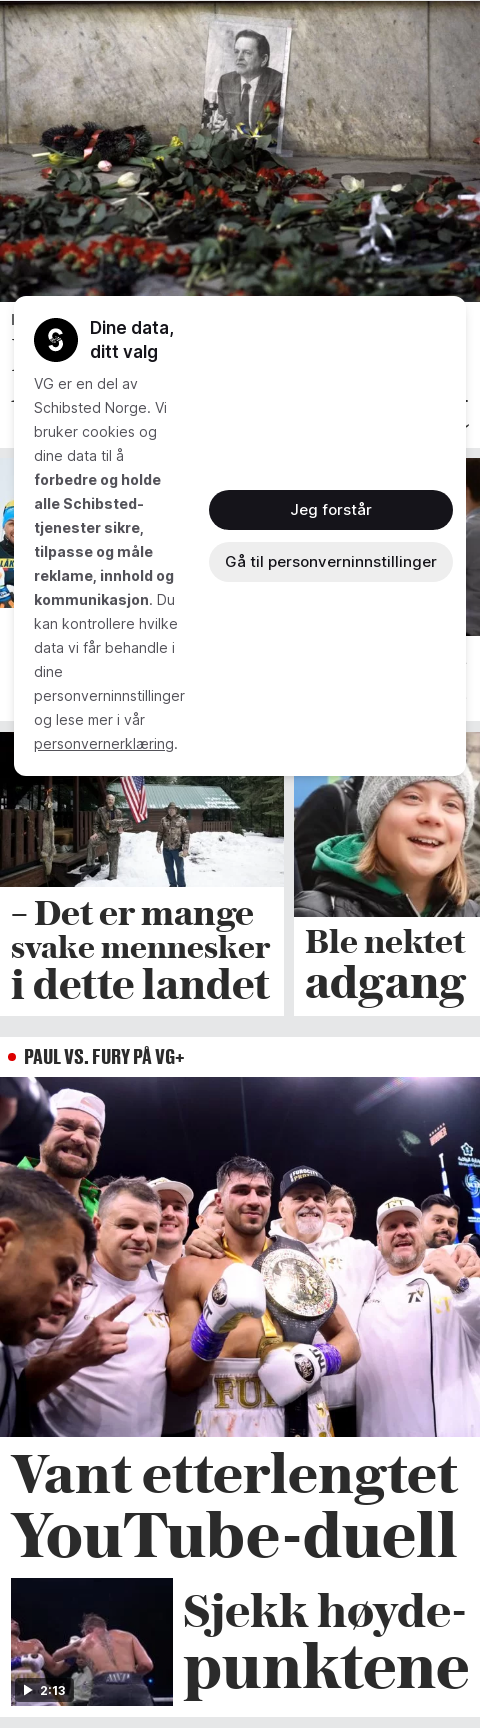 Dine data,
ditt valg
VG er en del av
Schibsted Norge. Vi
bruker cookies og
dine data til å
forbedre og holde
alle Schibsted-
tjenester sikre,
tilpasse og måle
reklame, innhold og
kommunikasjon. Du
kan kontrollere hvilke
data vi får behandle i
dine
personverninnstillinger
og lese mer i vår
personvernerklæring.
Jeg forstår
Gå til personverninnstillinger
– Det er mange
svake mennesker
i dette landet
Ble nektet
adgang
PAUL VS. FURY PÅ VG+
Vant etterlengtet
YouTube-duell
2:13
Sjekk høyde-
punktene